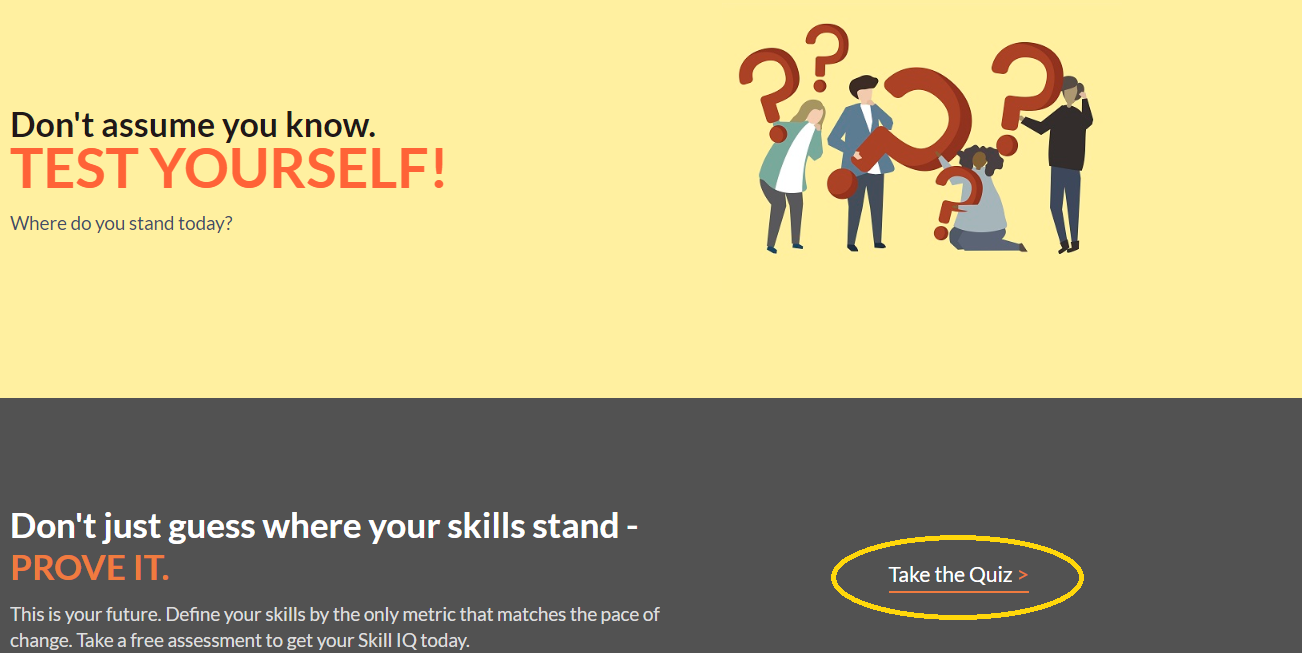 Don't assume you know.
TEST YOURSELF!
Where do you stand today?
Don't just guess where your skills stand -
PROVE IT.
This is your future. Define your skills by the only metric that matches the pace of
change. Take a free assessment to get your Skill IQ today.
Take the Quiz >